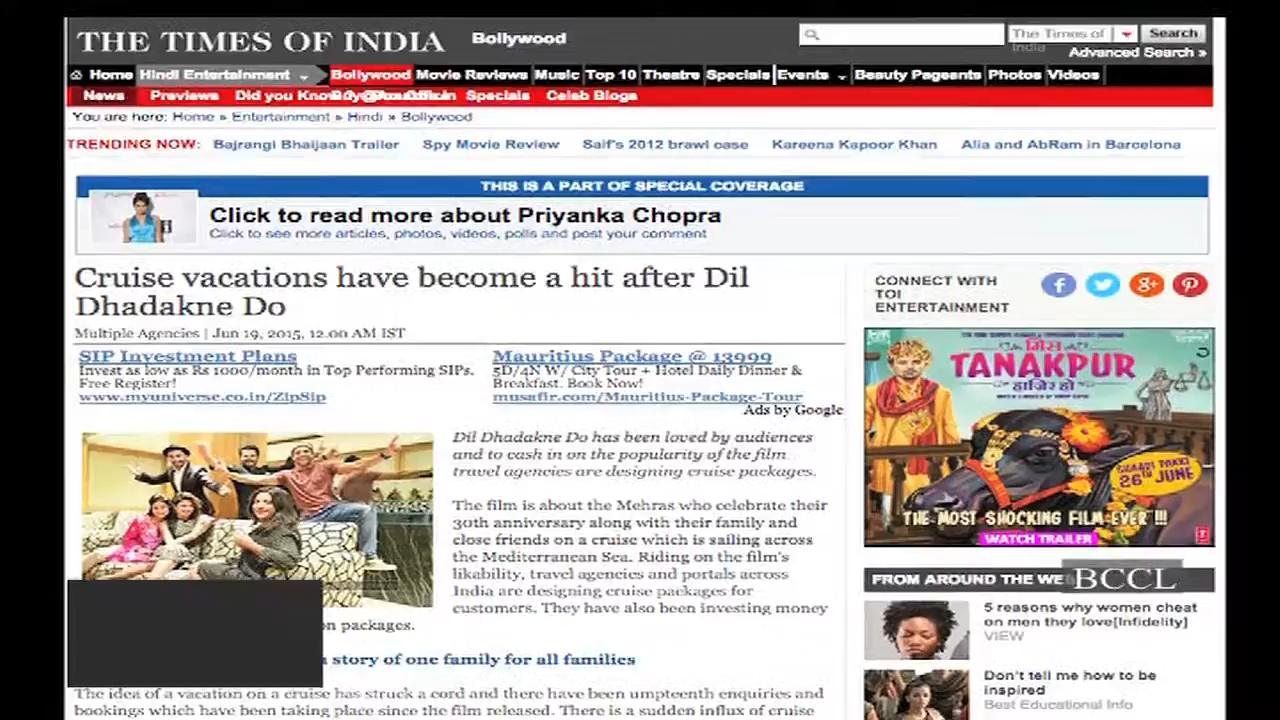 THE TIMES OF INDIA Bollywood
The Times of India Search
Advanced Search »
Home Hindi Entertainment Bollywood Movie Reviews Music Top 10 Theatre Specials Events Beauty Pageants Photos Videos
News Previews Did you Know Specials Celeb Blogs
You are here: Home » Entertainment » Hindi » Bollywood
TRENDING NOW: Bajrangi Bhaijaan Trailer Spy Movie Review Saif's 2012 brawl case Kareena Kapoor Khan Alia and AbRam in Barcelona
THIS IS A PART OF SPECIAL COVERAGE
Click to read more about Priyanka Chopra
Click to see more articles, photos, videos, polls and post your comment
Cruise vacations have become a hit after Dil
Dhadakne Do
Multiple Agencies | Jun 19, 2015, 12.00 AM IST
SIP Investment Plans
Invest as low as Rs 1000/month in Top Performing SIPs.
Free Register!
www.myuniverse.co.in/ZipSip
Mauritius Package @ 13999
5D/4N W/ City Tour + Hotel Daily Dinner &
Breakfast. Book Now!
musafir.com/Mauritius-Package-Tour
Ads by Google
Dil Dhadakne Do has been loved by audiences
and to cash in on the popularity of the film
travel agencies are designing cruise packages.
The film is about the Mehras who celebrate their
30th anniversary along with their family and
close friends on a cruise which is sailing across
the Mediterranean Sea. Riding on the film's
likability, travel agencies and portals across
India are designing cruise packages for
customers. They have also been investing money
on packages.
story of one family for all families
The idea of a vacation on a cruise has struck a cord and there have been umpteenth enquiries and
bookings which have been taking place since the film released. There is a sudden influx of cruise
CONNECT WITH
TOI
ENTERTAINMENT
मिस
TANAKPUR
हाज़िर हो
26TH JUNE
THE MOST SHOCKING FILM EVER !!!
WATCH TRAILER
FROM AROUND THE WE
BCCL
5 reasons why women cheat
on men they love[Infidelity]
VIEW
Don't tell me how to be
inspired
Best Educational Info